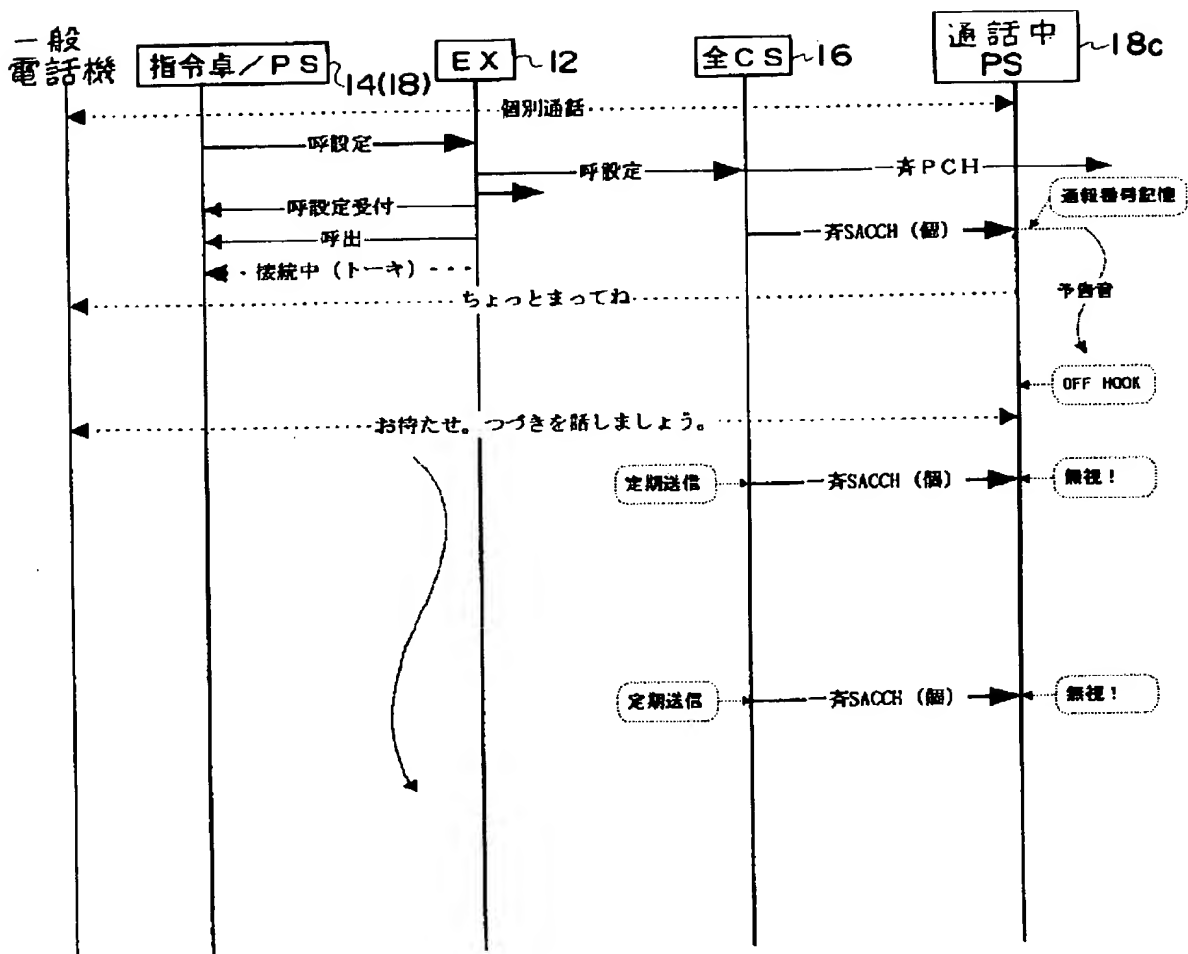 一般
電話機
指令卓／PS
14(18)
EX
12
全CS
16
通話中
PS
18c
個別通話
呼設定
呼設定
一斉PCH
通報番号記憶
呼設定受付
一斉SACCH（個）
呼出
接続中（トーキ）
予告音
ちょっとまってね
OFF HOOK
お待たせ。つづきを話しましょう。
定期送信
一斉SACCH（個）
無視！
定期送信
一斉SACCH（個）
無視！